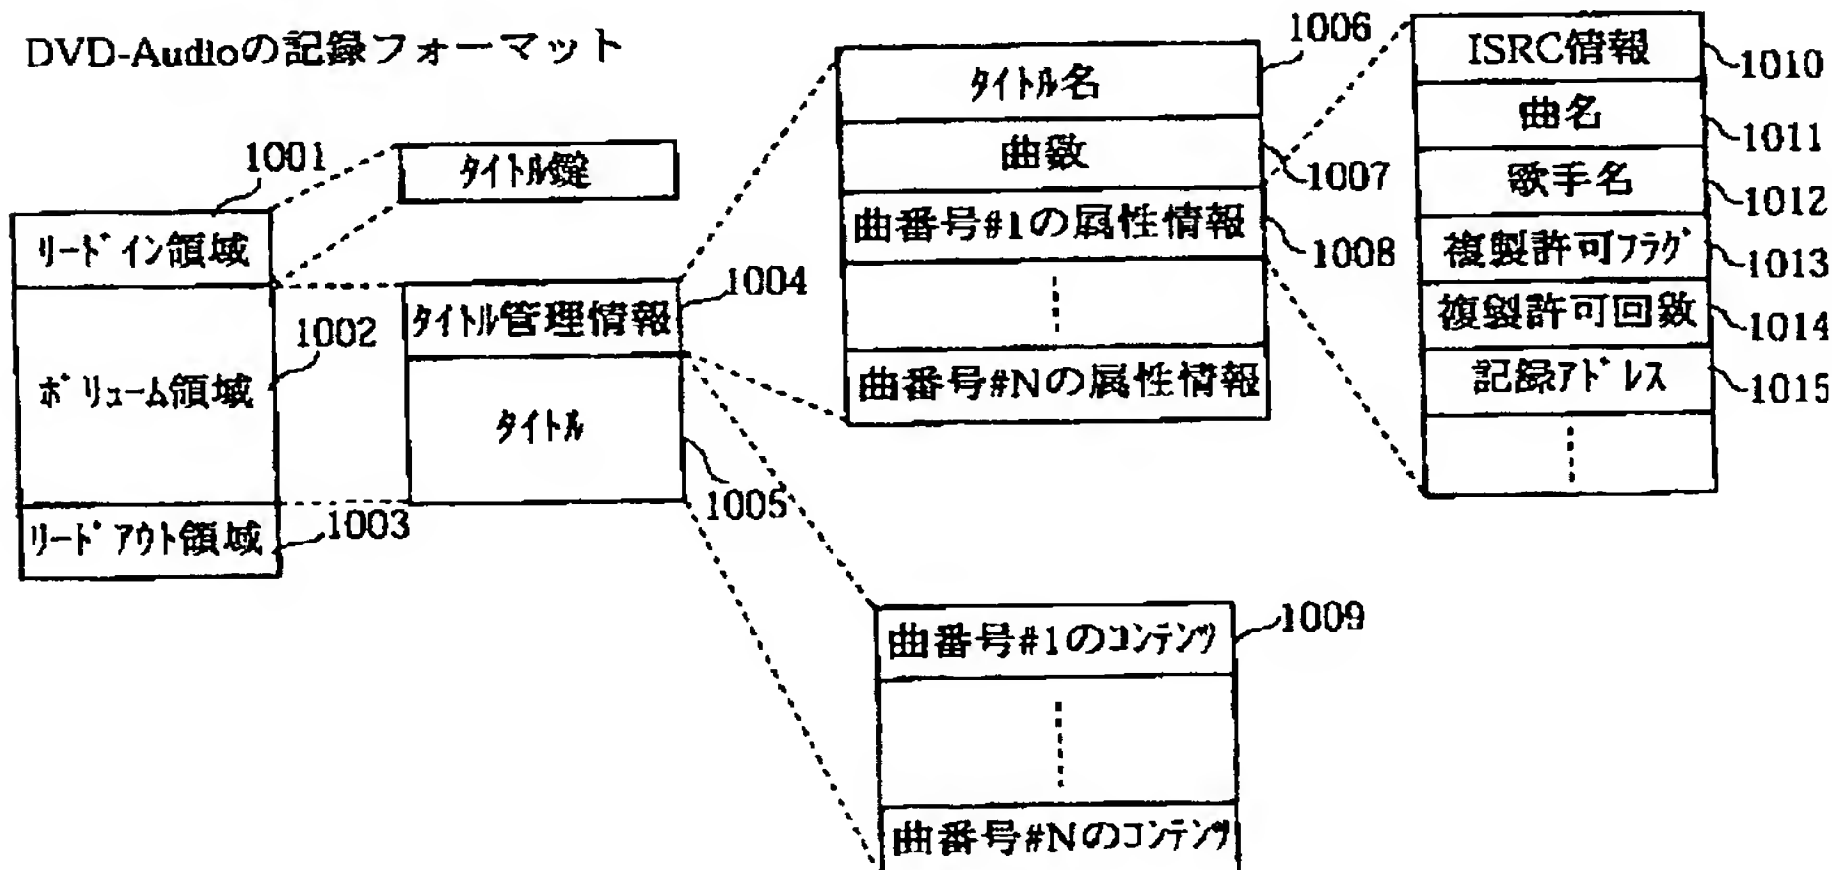 DVD-Audioの記録フォーマット
1001
タイトル鍵
リードイン領域
ボリューム領域
1002
リードアウト領域
1003
タイトル管理情報
1004
タイトル
1005
タイトル名
1006
曲数
1007
曲番号#1の属性情報
1008
曲番号#Nの属性情報
ISRC情報
1010
曲名
1011
歌手名
1012
複製許可フラグ
1013
複製許可回数
1014
記録アドレス
1015
曲番号#1のコンテンツ
1009
曲番号#Nのコンテンツ